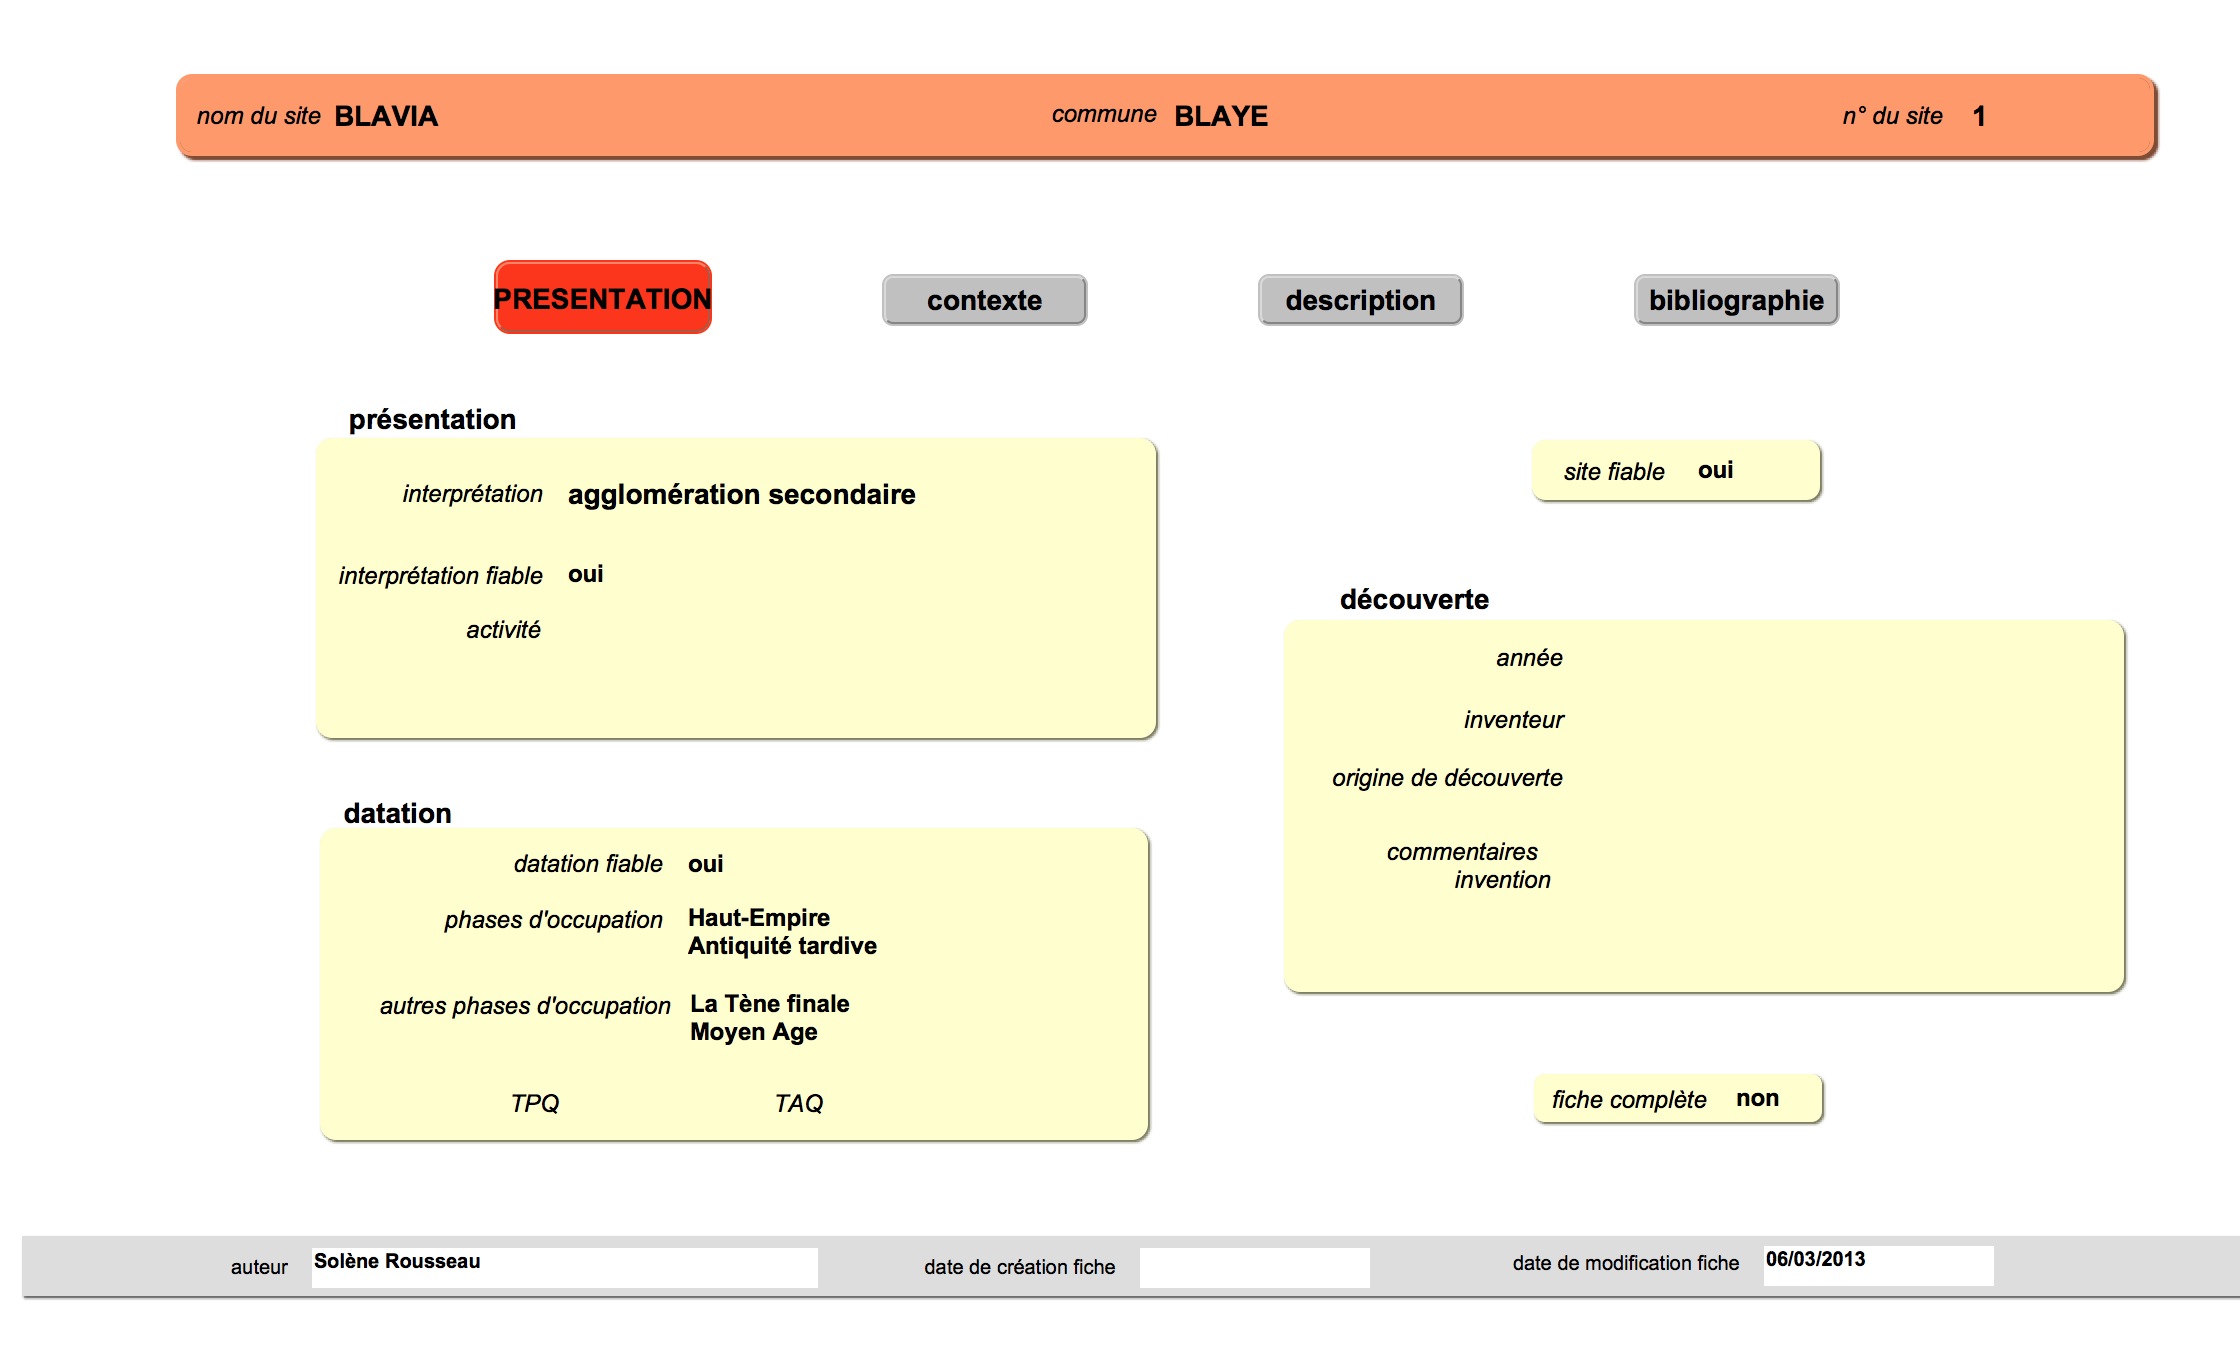 nom du site BLAVIA commune BLAYE n° du site 1
PRESENTATION contexte description bibliographie
présentation
interprétation agglomération secondaire
interprétation fiable oui
activité
site fiable oui
découverte
année
inventeur
origine de découverte
commentaires
invention
datation
datation fiable oui
phases d'occupation Haut-Empire
Antiquité tardive
autres phases d'occupation La Tène finale
Moyen Age
TPQ TAQ
fiche complète non
auteur Solène Rousseau date de création fiche date de modification fiche 06/03/2013